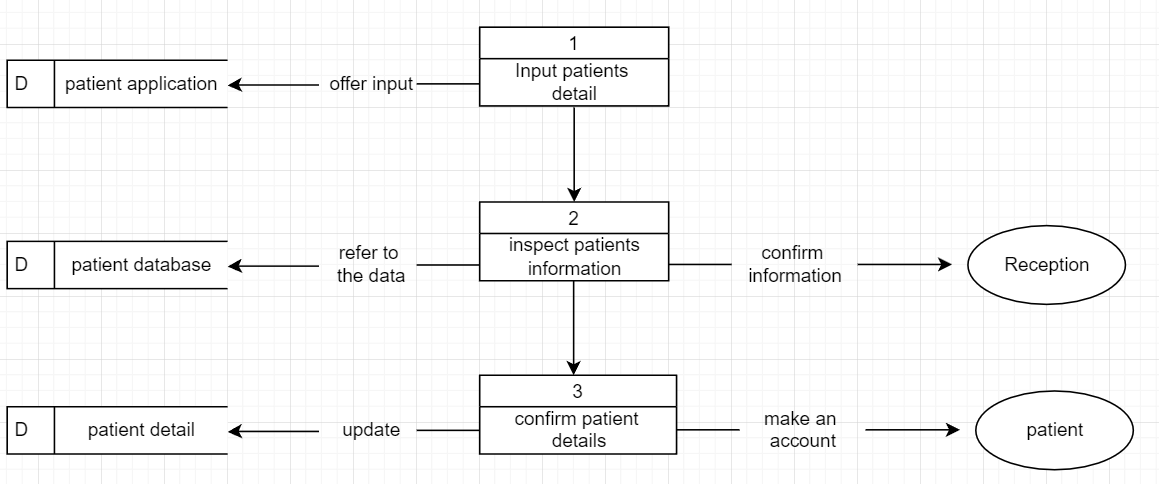 1
D
patient application
offer input
Input patients
detail
2
D
patient database
refer to
the data
inspect patients
information
confirm
information
Reception
3
D
patient detail
update
confirm patient
details
make an
account
patient